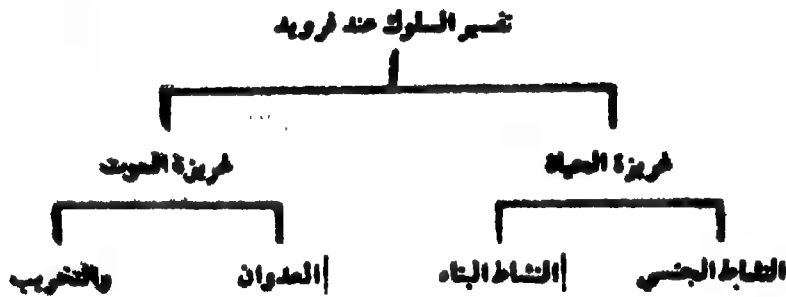 تفسير السلوك عند فرويد
غريزة الحياة
غريزة الموت
النشاط الجنسي
النشاط البناء
العدوان
والتخريب